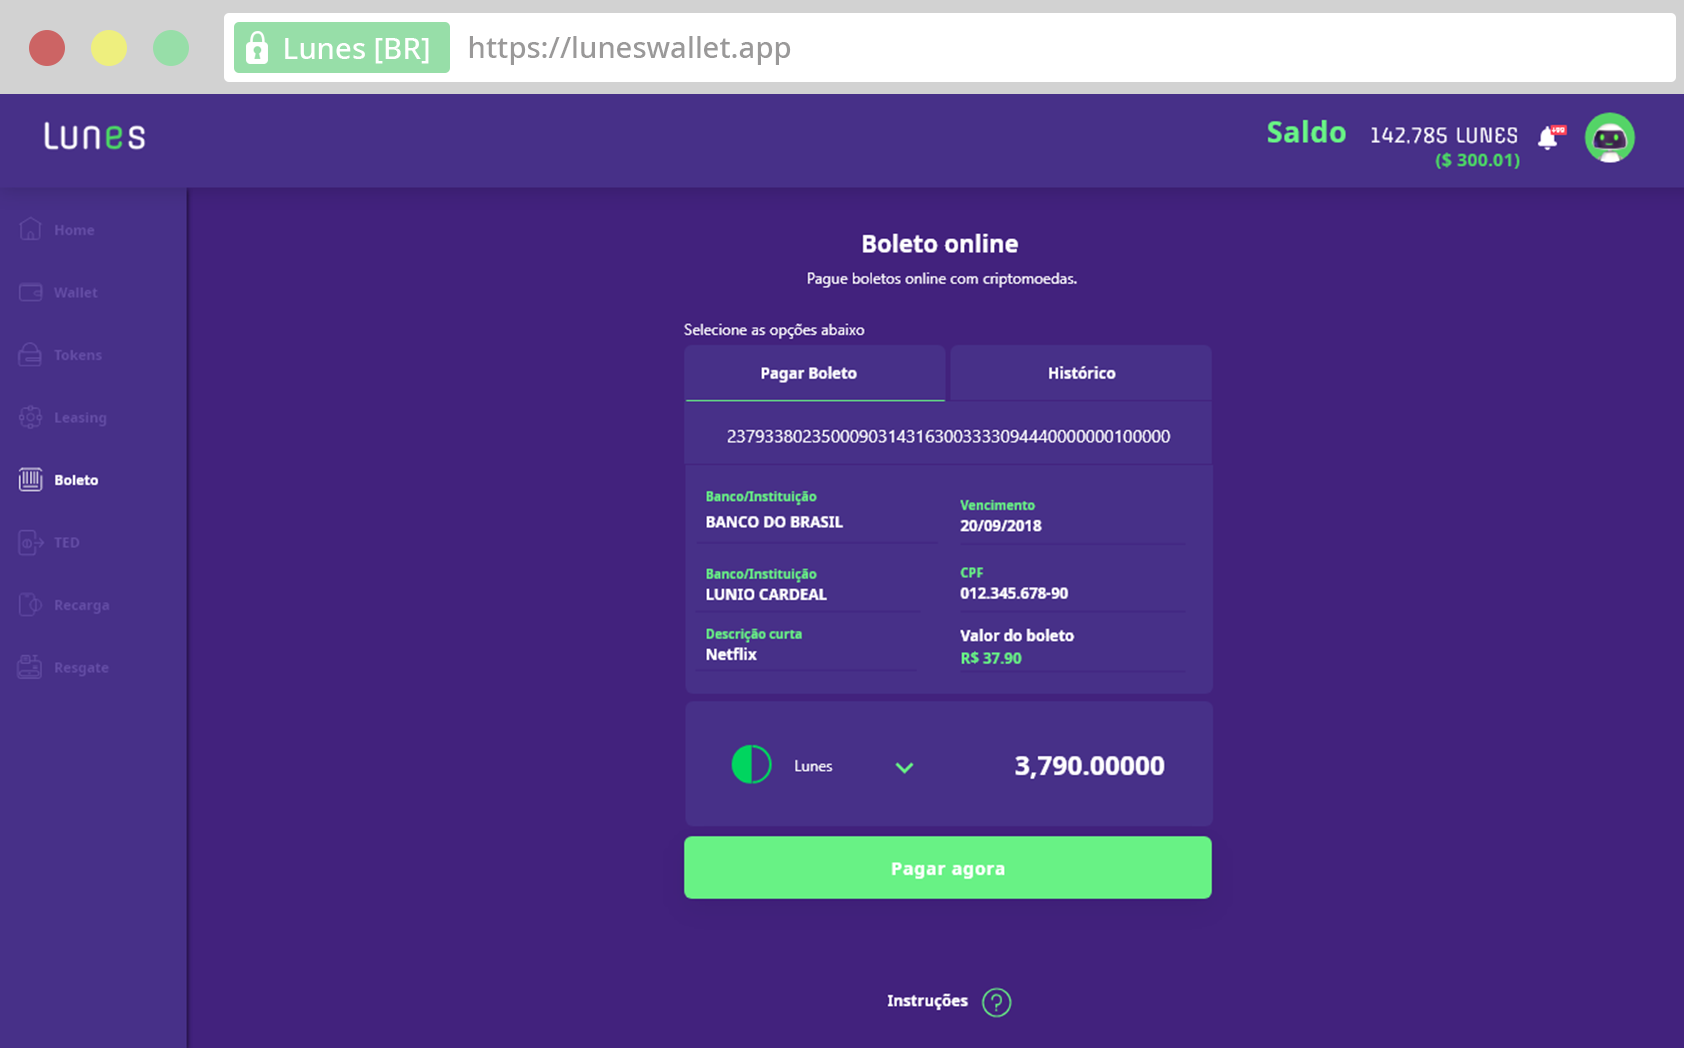 Lunes [BR] https://luneswallet.app
Lunes
Saldo 142.785 LUNES
($ 300.01)
+99
Home
Wallet
Tokens
Leasing
Boleto
TED
Recarga
Resgate
Boleto online
Pague boletos online com criptomoedas.
Selecione as opções abaixo
Pagar Boleto Histórico
23793380235000903143163003333094440000000100000
Banco/Instituição
BANCO DO BRASIL
Vencimento
20/09/2018
Banco/Instituição
LUNIO CARDEAL
CPF
012.345.678-90
Descrição curta
Netflix
Valor do boleto
R$ 37.90
Lunes 3,790.00000
Pagar agora
Instruções ?